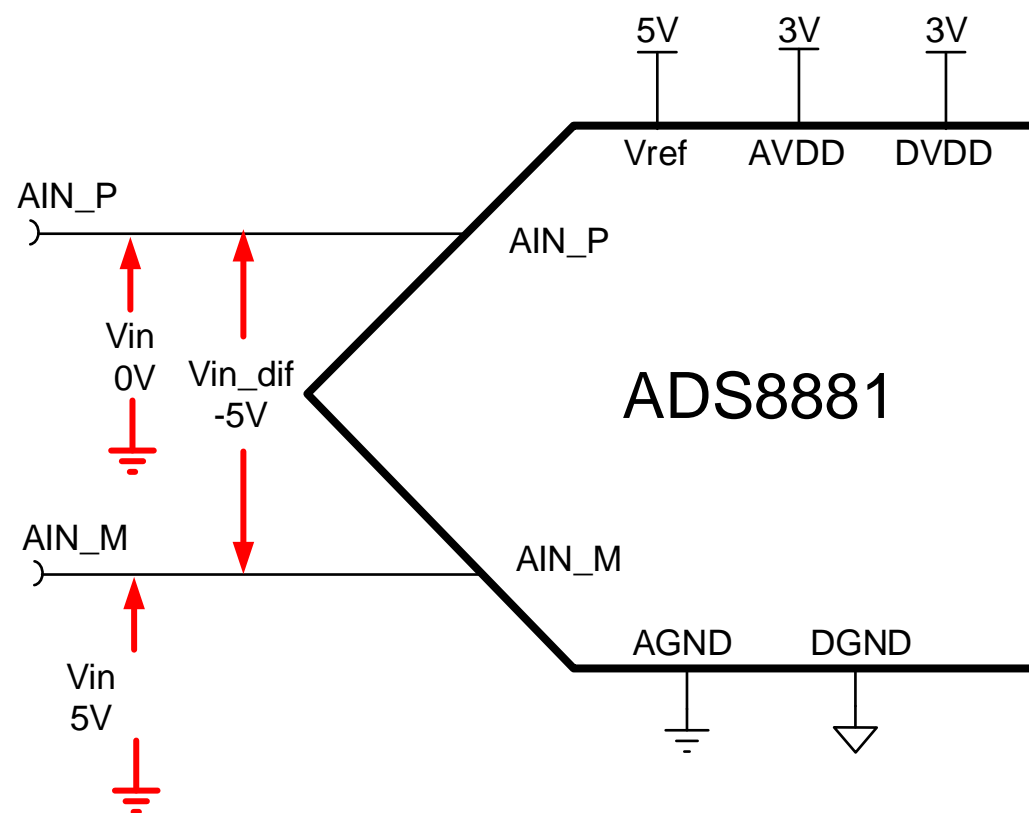 5V 3V 3V
Vref AVDD DVDD
AIN_P
AIN_P
Vin
0V
Vin_dif
-5V
ADS8881
AIN_M
AIN_M
Vin
5V
AGND DGND